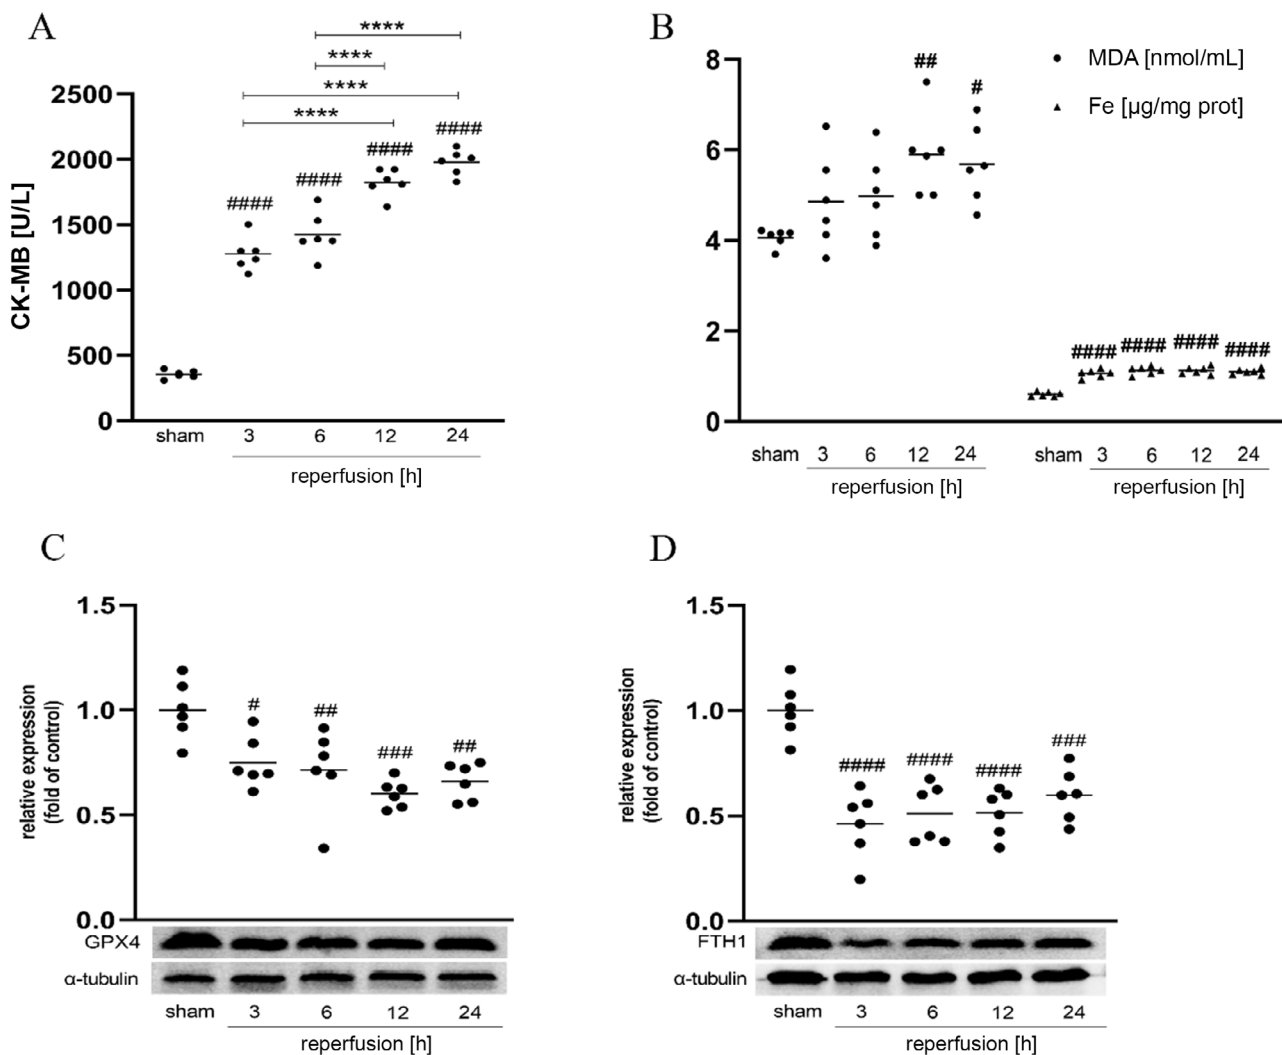 A
****
****
****
****
####
####
####
####
2500
2000
1500
1000
500
0
CK-MB [U/L]
sham 3 6 12 24
reperfusion [h]
B
MDA [nmol/mL]
Fe [µg/mg prot]
##
#
####
####
####
####
8
6
4
2
0
sham 3 6 12 24
reperfusion [h]
sham 3 6 12 24
reperfusion [h]
C
1.5
1.0
0.5
0.0
relative expression
(fold of control)
#
##
###
##
GPX4
α-tubulin
sham 3 6 12 24
reperfusion [h]
D
1.5
1.0
0.5
0.0
relative expression
(fold of control)
####
####
####
###
FTH1
α-tubulin
sham 3 6 12 24
reperfusion [h]